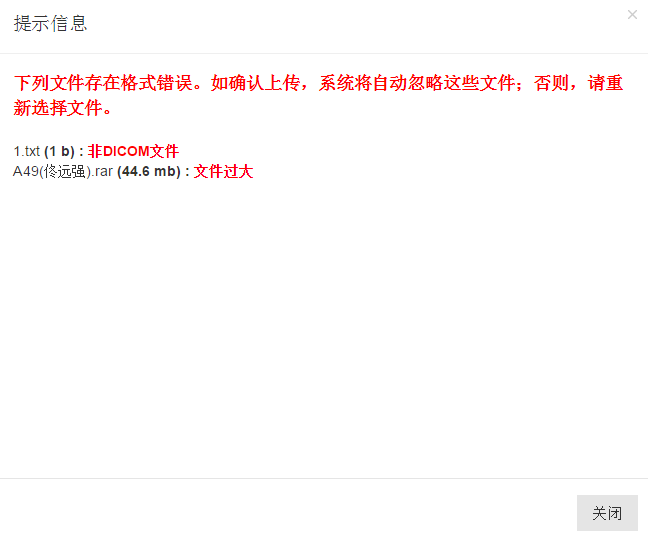 提示信息
×
下列文件存在格式错误。如确认上传，系统将自动忽略这些文件；否则，请重
新选择文件。
1.txt (1 b) : 非DICOM文件
A49(佟远强).rar (44.6 mb) : 文件过大
关闭